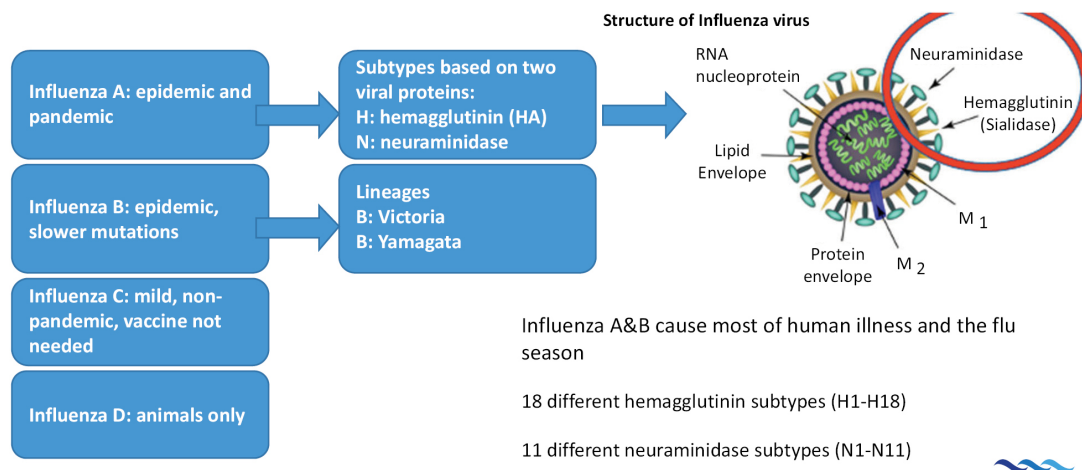 Structure of Influenza virus
Influenza A: epidemic and
pandemic
Subtypes based on two
viral proteins:
H: hemagglutinin (HA)
N: neuraminidase
Influenza B: epidemic,
slower mutations
Lineages
B: Victoria
B: Yamagata
Influenza C: mild, non-
pandemic, vaccine not
needed
Influenza D: animals only
RNA
nucleoprotein
Neuraminidase
Hemagglutinin
(Sialidase)
Lipid
Envelope
M 1
Protein
envelope
M 2
Influenza A&B cause most of human illness and the flu
season
18 different hemagglutinin subtypes (H1-H18)
11 different neuraminidase subtypes (N1-N11)